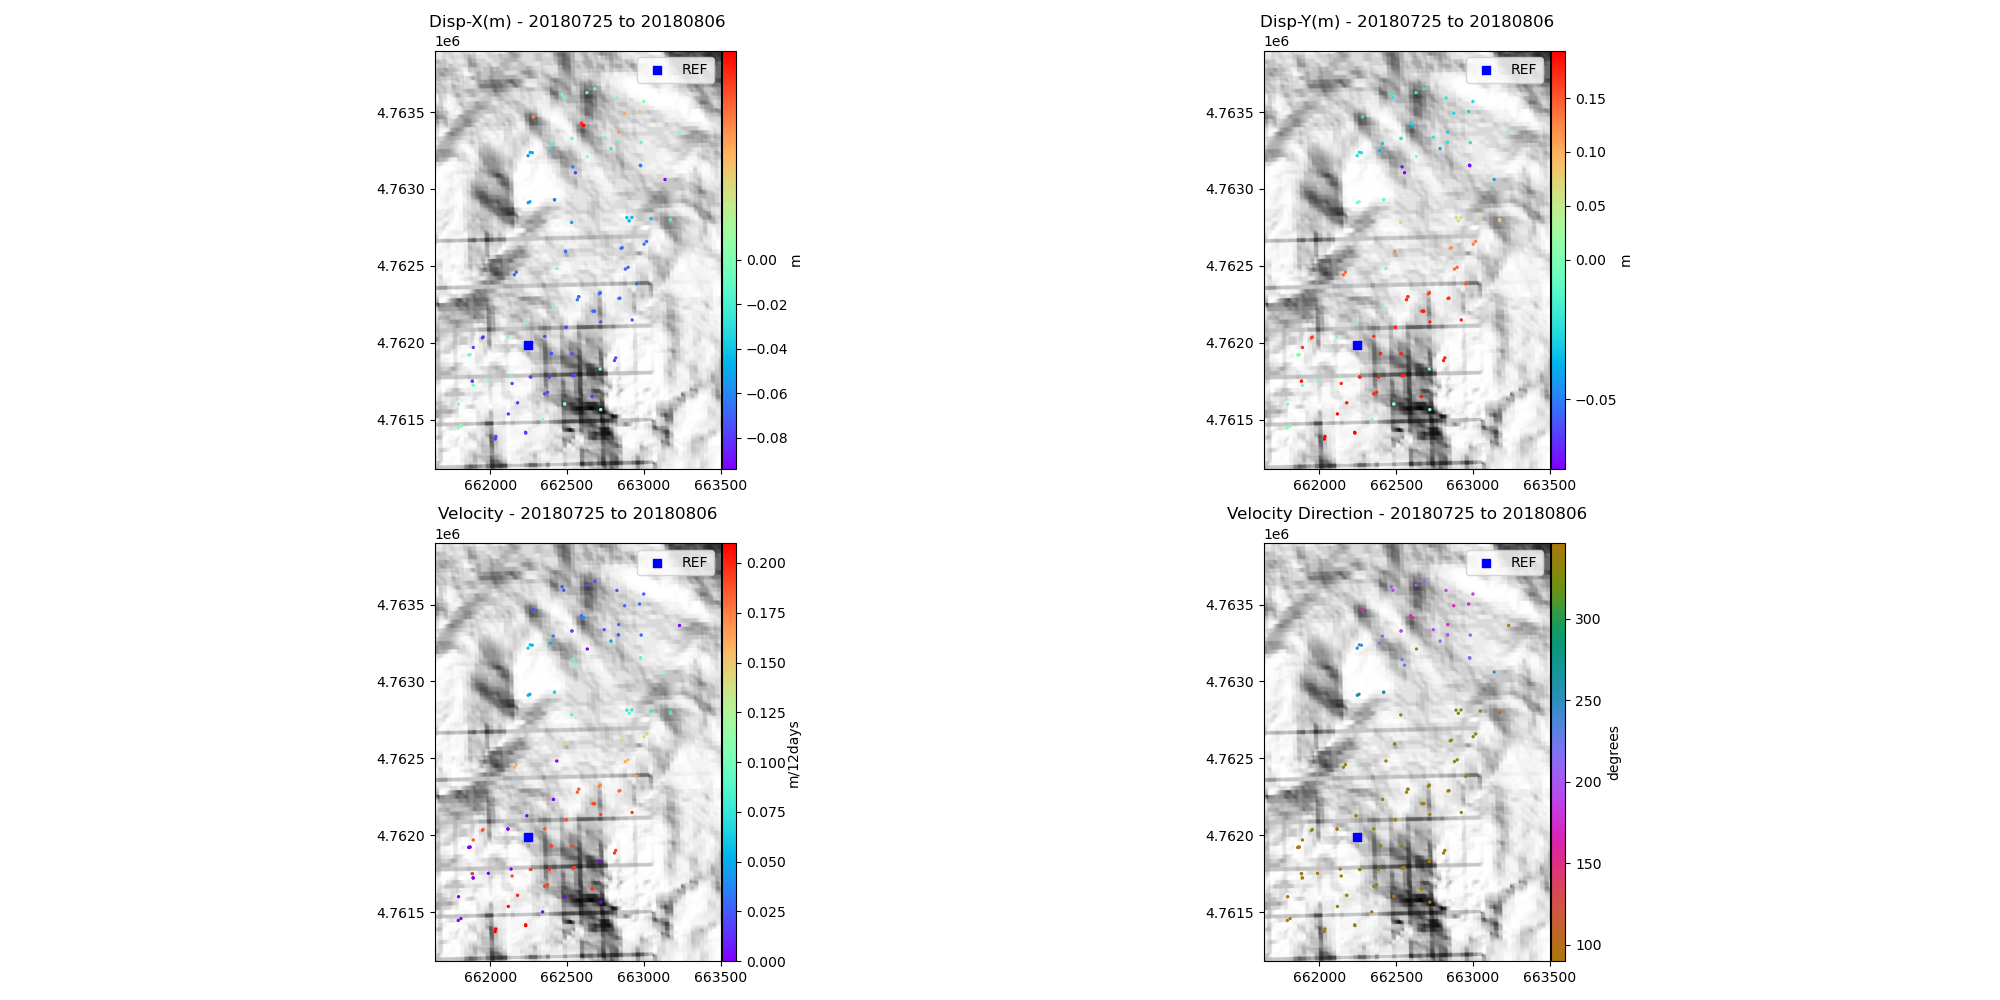 Disp-X(m) - 20180725 to 20180806
1e6
REF
4.7635
4.7630
4.7625
4.7620
4.7615
662000 662500 663000 663500
0.00
−0.02
−0.04
−0.06
−0.08
m
Disp-Y(m) - 20180725 to 20180806
1e6
REF
4.7635
4.7630
4.7625
4.7620
4.7615
662000 662500 663000 663500
0.15
0.10
0.05
0.00
−0.05
m
Velocity - 20180725 to 20180806
1e6
REF
4.7635
4.7630
4.7625
4.7620
4.7615
662000 662500 663000 663500
0.200
0.175
0.150
0.125
0.100
0.075
0.050
0.025
0.000
m/12days
Velocity Direction - 20180725 to 20180806
1e6
REF
4.7635
4.7630
4.7625
4.7620
4.7615
662000 662500 663000 663500
300
250
200
150
100
degrees